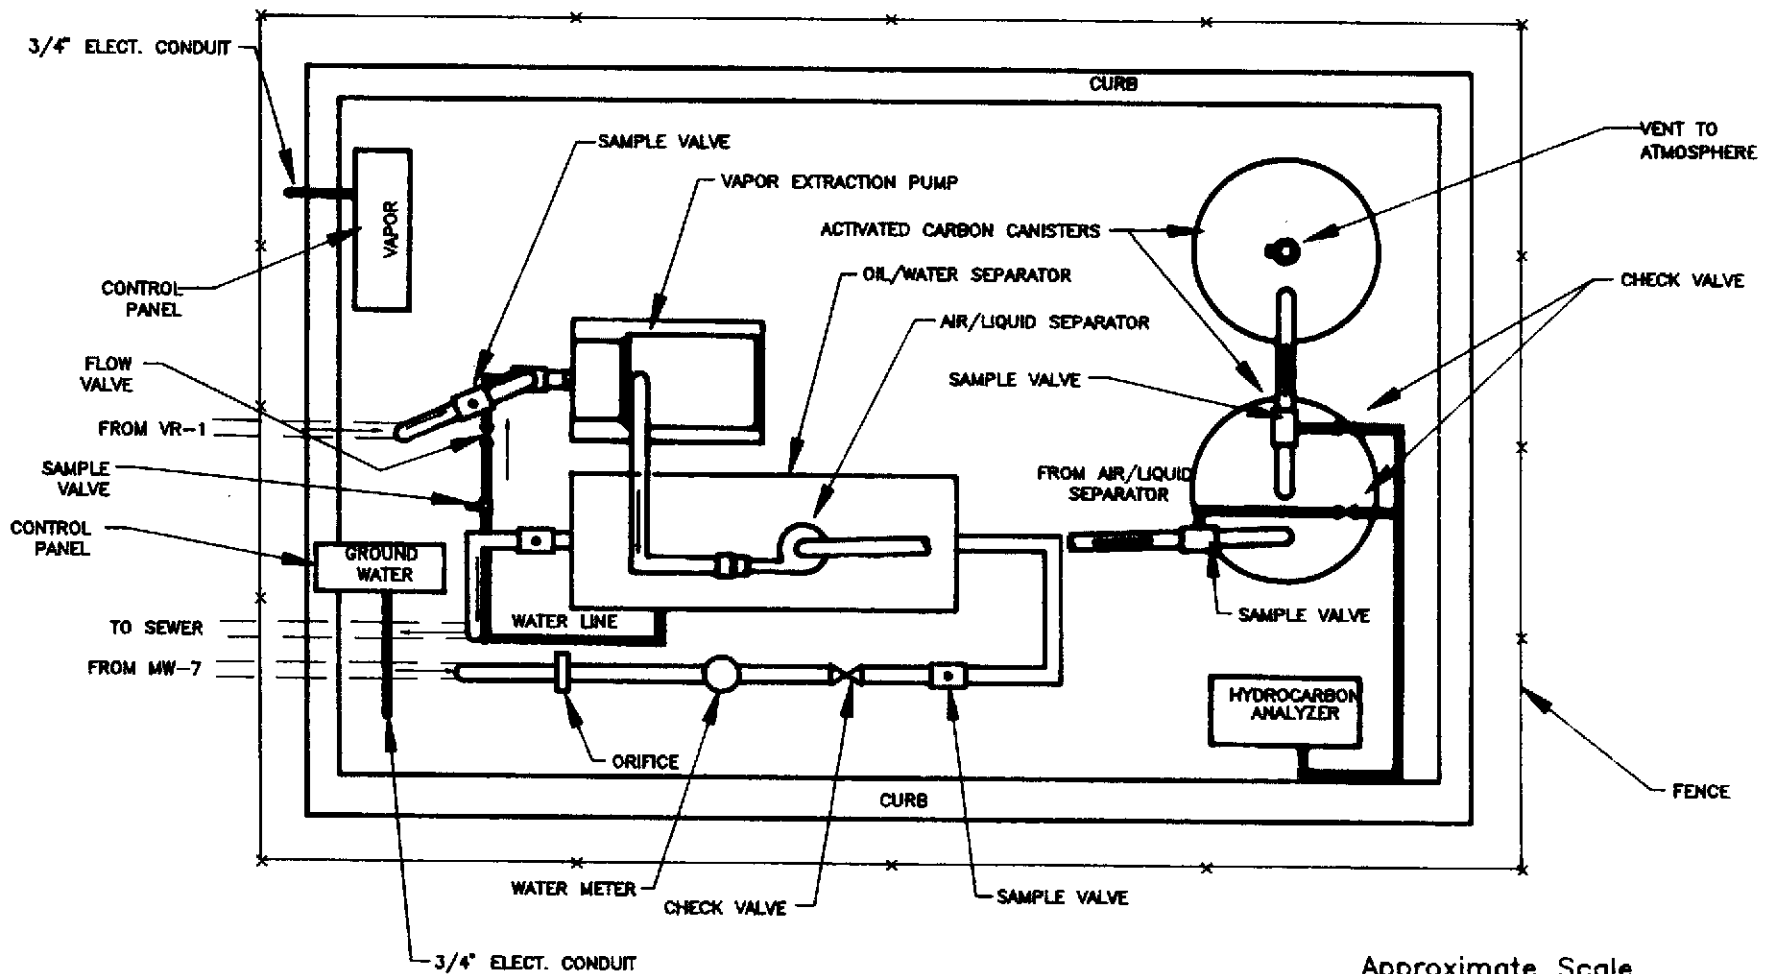 3/4" ELECT. CONDUIT
CURB
SAMPLE VALVE
VENT TO
ATMOSPHERE
VAPOR EXTRACTION PUMP
VAPOR
ACTIVATED CARBON CANISTERS
OIL/WATER SEPARATOR
CONTROL
PANEL
CHECK VALVE
AIR/LIQUID SEPARATOR
FLOW
VALVE
SAMPLE VALVE
FROM VR-1
SAMPLE
VALVE
FROM AIR/LIQUID
SEPARATOR
CONTROL
PANEL
GROUND
WATER
TO SEWER
WATER LINE
SAMPLE VALVE
FROM MW-7
HYDROCARBON
ANALYZER
ORIFICE
FENCE
CURB
WATER METER
CHECK VALVE
SAMPLE VALVE
3/4" ELECT. CONDUIT
Approximate Scale